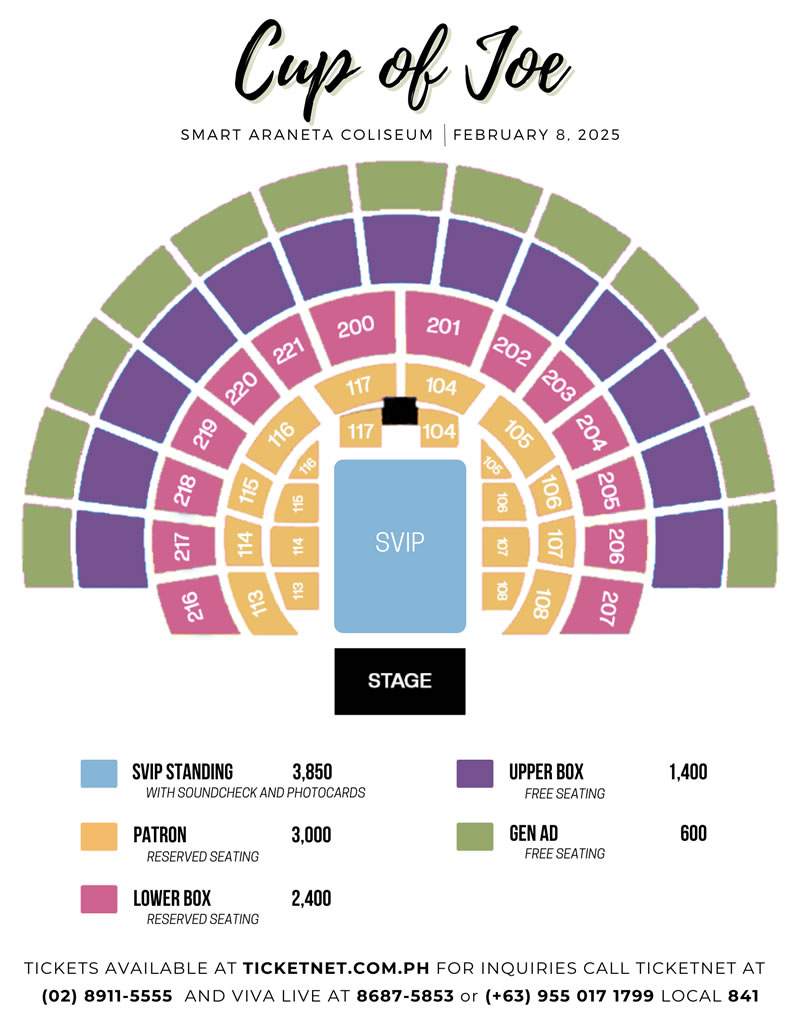 Cup of Joe
SMART ARANETA COLISEUM | FEBRUARY 8, 2025
200 201
221 202
220 203
219 204
218 205
217 206
216 207
117 104
116 105
115 106
114 107
113 108
117 104
116 105
115 106
114 107
113 108
SVIP
STAGE
SVIP STANDING 3,850
WITH SOUNDCHECK AND PHOTOCARDS
PATRON 3,000
RESERVED SEATING
LOWER BOX 2,400
RESERVED SEATING
UPPER BOX 1,400
FREE SEATING
GEN AD 600
FREE SEATING
TICKETS AVAILABLE AT TICKETNET.COM.PH FOR INQUIRIES CALL TICKETNET AT
(02) 8911-5555 AND VIVA LIVE AT 8687-5853 or (+63) 955 017 1799 LOCAL 841